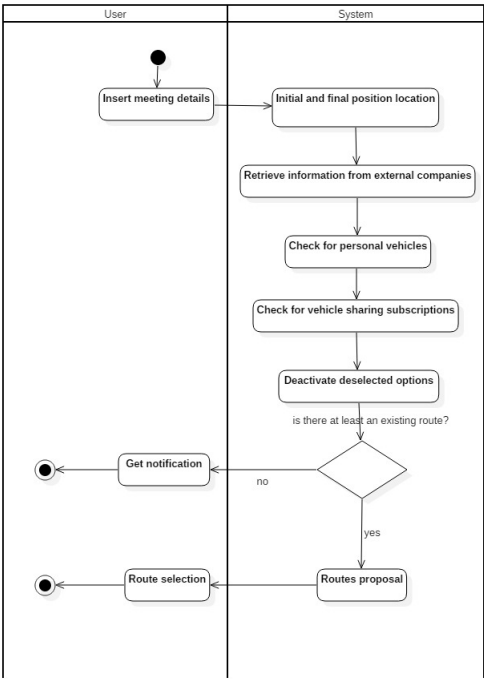 User
System
Insert meeting details
Initial and final position location
Retrieve information from external companies
Check for personal vehicles
Check for vehicle sharing subscriptions
Deactivate deselected options
is there at least an existing route?
Get notification
no
yes
Route selection
Routes proposal